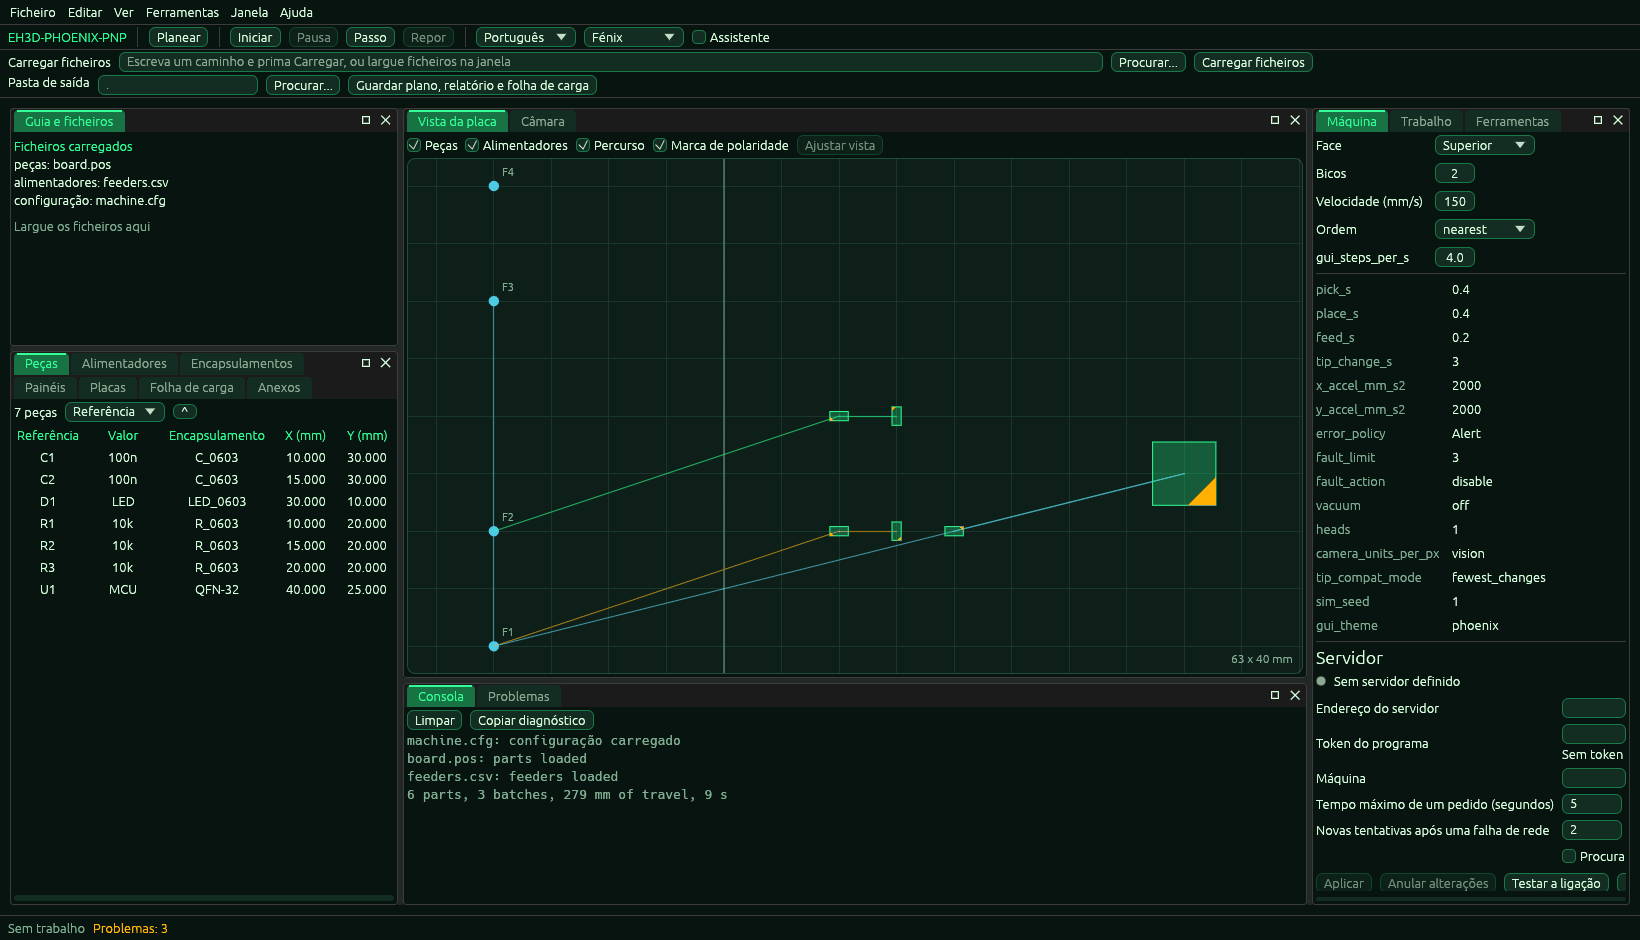 Ficheiro Editar Ver Ferramentas Janela Ajuda
EH3D-PHOENIX-PNP Planear Iniciar Pausa Passo Repor Português Fénix Assistente
Carregar ficheiros Escreva um caminho e prima Carregar, ou largue ficheiros na janela Procurar... Carregar ficheiros
Pasta de saída . Procurar... Guardar plano, relatório e folha de carga
Guia e ficheiros
Ficheiros carregados
peças: board.pos
alimentadores: feeders.csv
configuração: machine.cfg
Largue os ficheiros aqui
Peças Alimentadores Encapsulamentos
Painéis Placas Folha de carga Anexos
7 peças Referência ^
Referência Valor Encapsulamento X (mm) Y (mm)
C1 100n C_0603 10.000 30.000
C2 100n C_0603 15.000 30.000
D1 LED LED_0603 30.000 10.000
R1 10k R_0603 10.000 20.000
R2 10k R_0603 15.000 20.000
R3 10k R_0603 20.000 20.000
U1 MCU QFN-32 40.000 25.000
Vista da placa Câmara
Peças Alimentadores Percurso Marca de polaridade Ajustar vista
F4
F3
F2
F1
63 x 40 mm
Consola Problemas
Limpar Copiar diagnóstico
machine.cfg: configuração carregado
board.pos: parts loaded
feeders.csv: feeders loaded
6 parts, 3 batches, 279 mm of travel, 9 s
Máquina Trabalho Ferramentas
Face Superior
Bicos 2
Velocidade (mm/s) 150
Ordem nearest
gui_steps_per_s 4.0
pick_s 0.4
place_s 0.4
feed_s 0.2
tip_change_s 3
x_accel_mm_s2 2000
y_accel_mm_s2 2000
error_policy Alert
fault_limit 3
fault_action disable
vacuum off
heads 1
camera_units_per_px vision
tip_compat_mode fewest_changes
sim_seed 1
gui_theme phoenix
Servidor
Sem servidor definido
Endereço do servidor
Token do programa
Sem token
Máquina
Tempo máximo de um pedido (segundos) 5
Novas tentativas após uma falha de rede 2
Procura
Aplicar Anular alterações Testar a ligação
Sem trabalho Problemas: 3